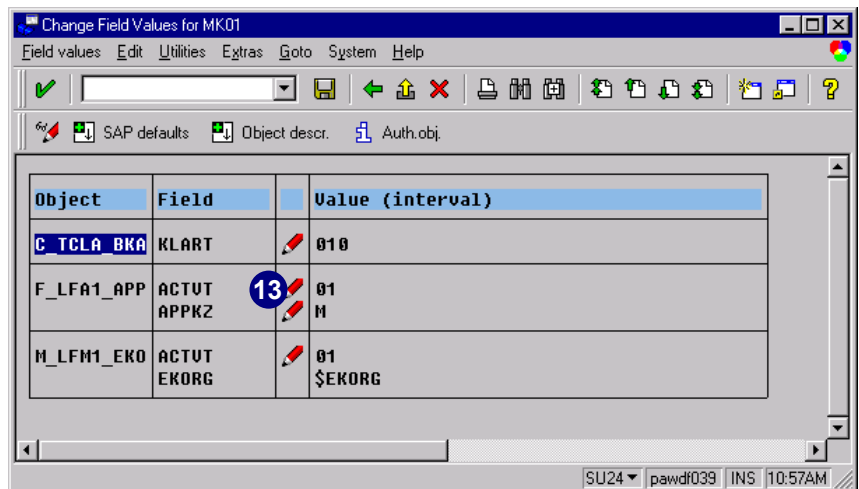 Change Field Values for MK01
Field values Edit Utilities Extras Goto System Help
SAP defaults Object descr. Auth.obj.
Object Field Value (interval)
C_TCLA_BKA KLART 010
F_LFA1_APP ACTVT 13 01
APPKZ M
M_LFM1_EKO ACTVT 01
EKORG $EKORG
SU24 pawdf039 INS 10:57AM